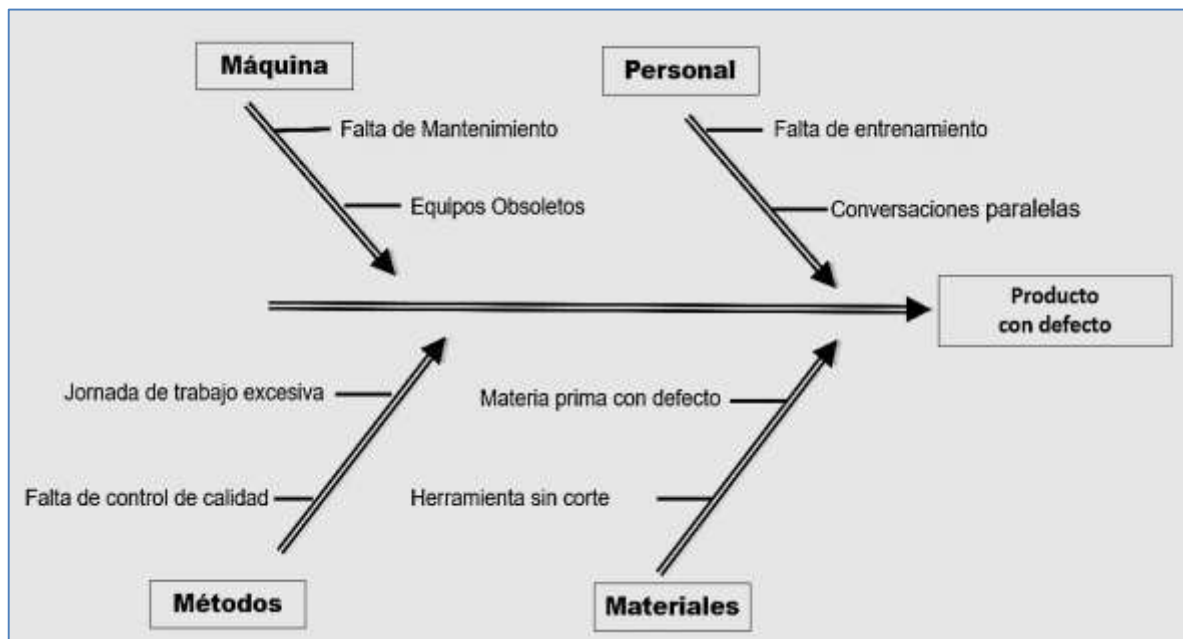 Máquina
Personal
Falta de Mantenimiento
Falta de entrenamiento
Equipos Obsoletos
Conversaciones paralelas
Producto
con defecto
Jornada de trabajo excesiva
Materia prima con defecto
Falta de control de calidad
Herramienta sin corte
Métodos
Materiales